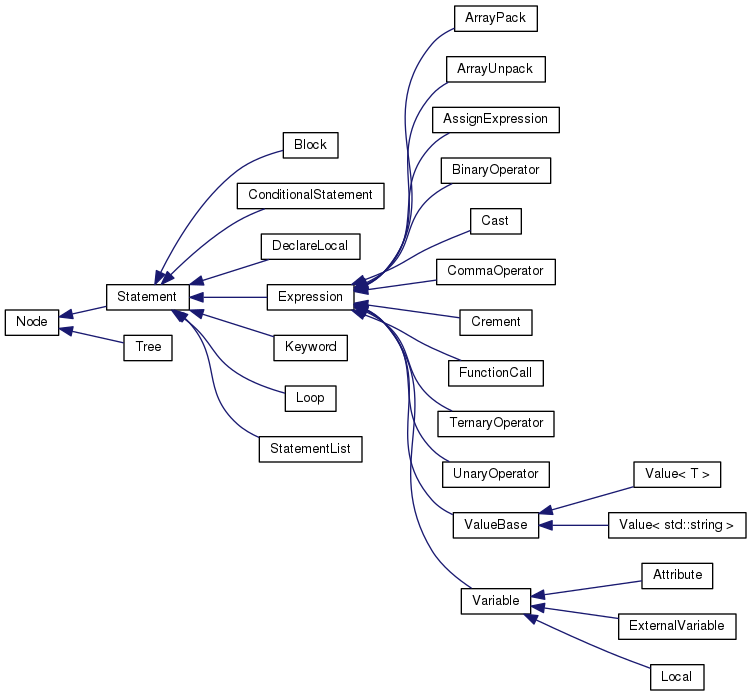 ArrayPack
ArrayUnpack
AssignExpression
Block
BinaryOperator
ConditionalStatement
Cast
DeclareLocal
CommaOperator
Statement
Expression
Node
Crement
Tree
Keyword
FunctionCall
Loop
TernaryOperator
StatementList
UnaryOperator
Value< T >
ValueBase
Value< std::string >
Attribute
Variable
ExternalVariable
Local